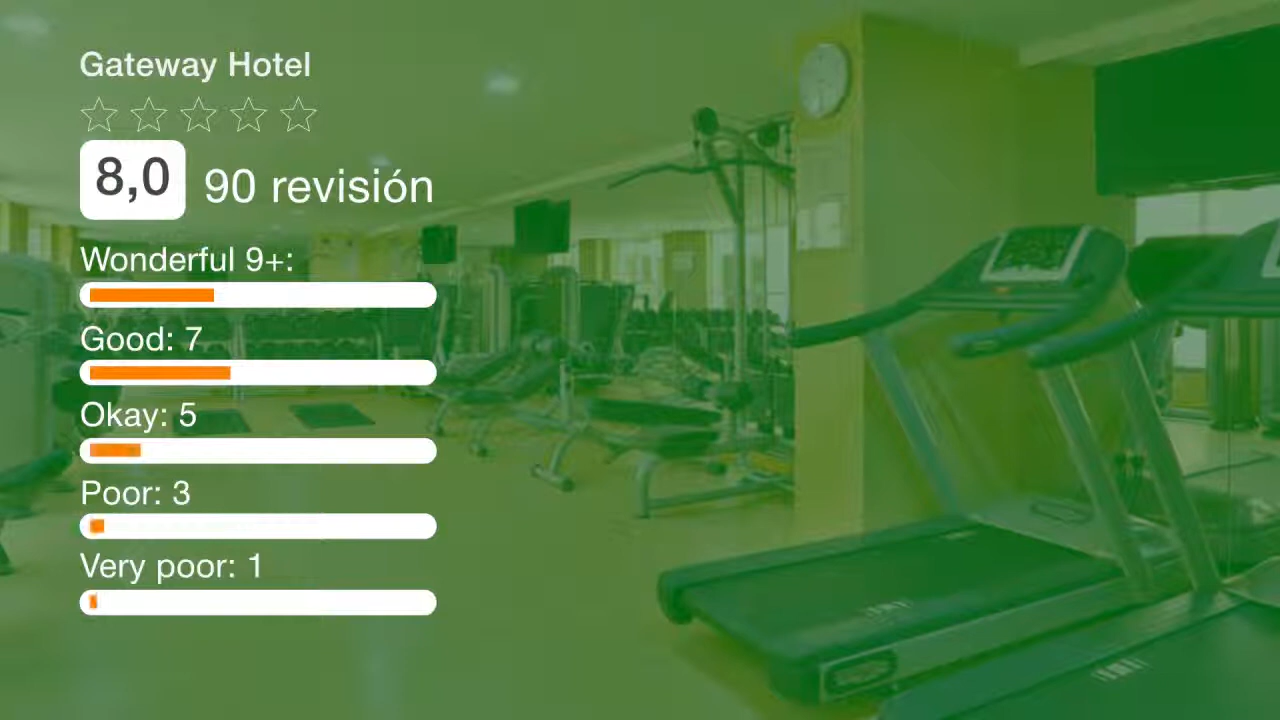 Gateway Hotel
8,0 90 revisión
Wonderful 9+:
Good: 7
Okay: 5
Poor: 3
Very poor: 1